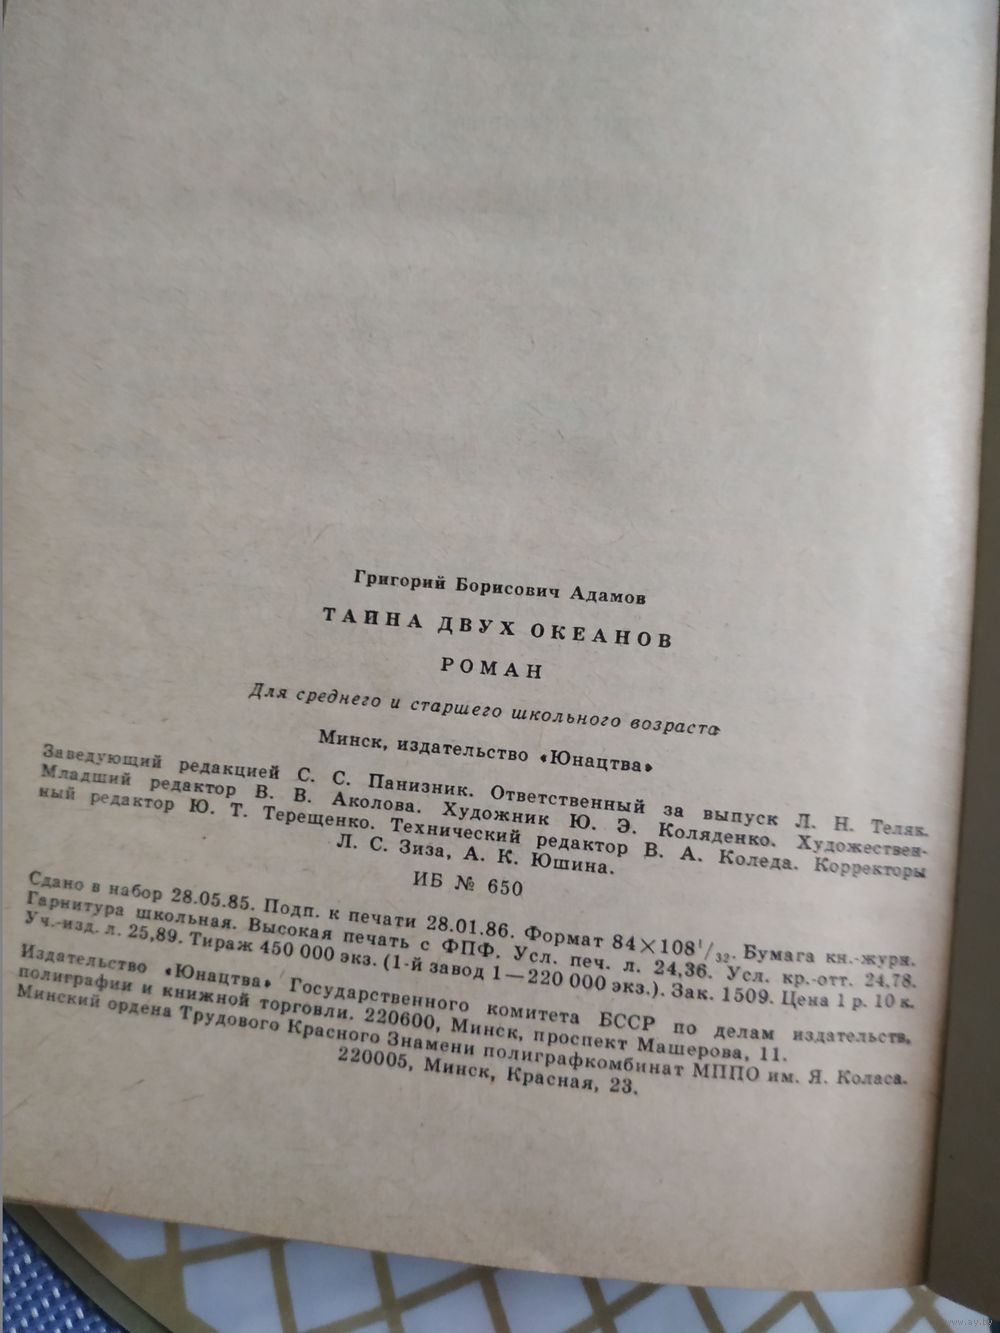 Григорий Борисович Адамов
ТАЙНА ДВУХ ОКЕАНОВ
РОМАН
Для среднего и старшего школьного возраста
Минск, издательство «Юнацтва»
Заведующий редакцией С. С. Панизник. Ответственный за выпуск Л. Н. Теляк.
Младший редактор В. В. Аколова. Художник Ю. Э. Коляденко. Художествен-
ный редактор Ю. Т. Терещенко. Технический редактор В. А. Коледа. Корректоры
Л. С. Зиза, А. К. Юшина.
ИБ № 650
Сдано в набор 28.05.85. Подп. к печати 28.01.86. Формат 84×108¹/₃₂. Бумага кн.-журн.
Гарнитура школьная. Высокая печать с ФПФ. Усл. печ. л. 24,36. Усл. кр.-отт. 24,78.
Уч.-изд. л. 25,89. Тираж 450 000 экз. (1-й завод 1—220 000 экз.). Зак. 1509. Цена 1 р. 10 к.
Издательство «Юнацтва» Государственного комитета БССР по делам издательств,
полиграфии и книжной торговли. 220600, Минск, проспект Машерова, 11.
Минский ордена Трудового Красного Знамени полиграфкомбинат МППО им. Я. Коласа.
220005, Минск, Красная, 23.
www.ay.by